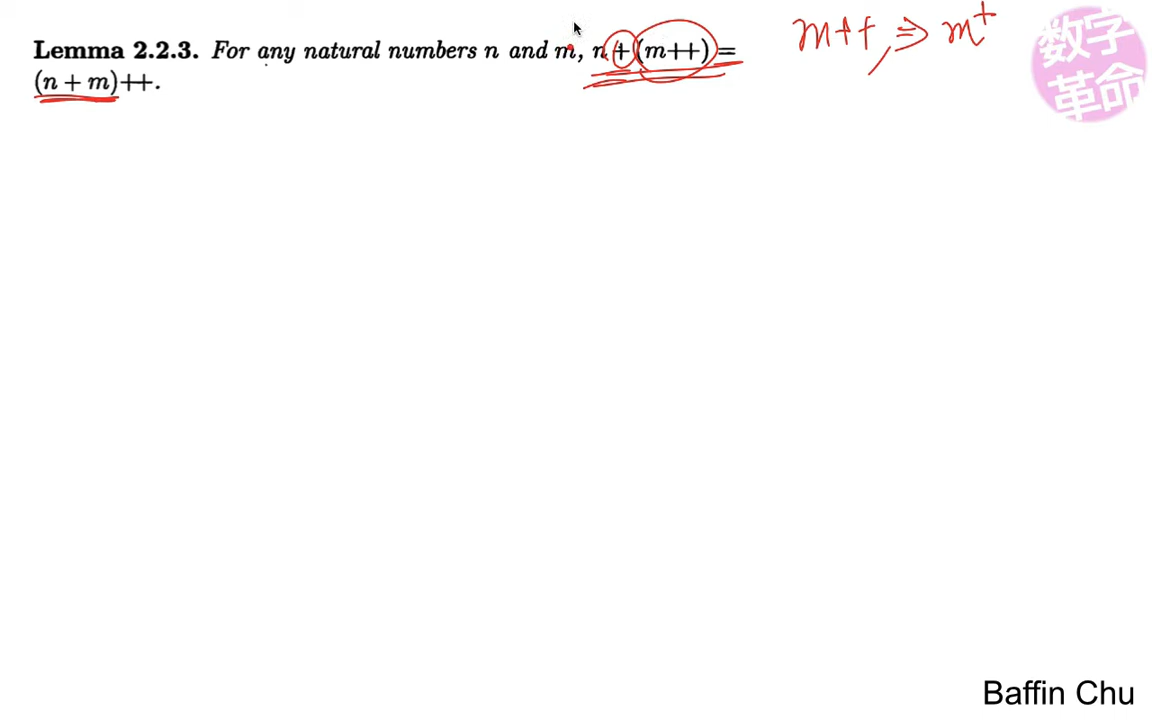 Lemma 2.2.3. For any natural numbers n and m, n + (m++) =
(n + m)++.
m++, ⇒ m⁺
数字
革命
Baffin Chu